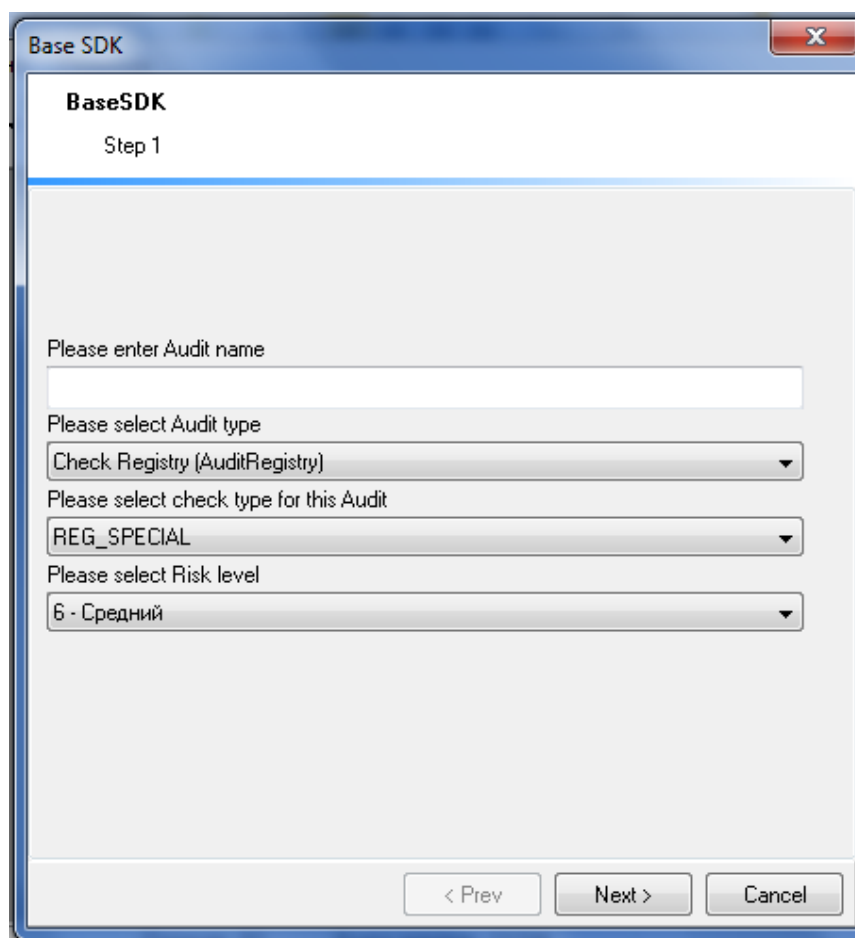 Base SDK
BaseSDK
Step 1
Please enter Audit name
Please select Audit type
Check Registry (AuditRegistry)
Please select check type for this Audit
REG_SPECIAL
Please select Risk level
6 - Средний
< Prev
Next >
Cancel